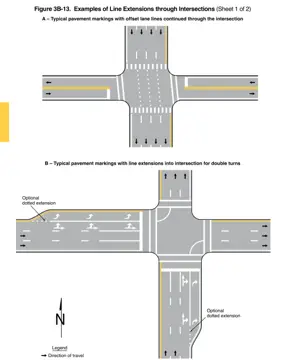 Figure 3B-13. Examples of Line Extensions through Intersections (Sheet 1 of 2)
A – Typical pavement markings with offset lane lines continued through the intersection
B – Typical pavement markings with line extensions into intersection for double turns
Optional
dotted extension
Optional
dotted extension
N
Legend
Direction of travel